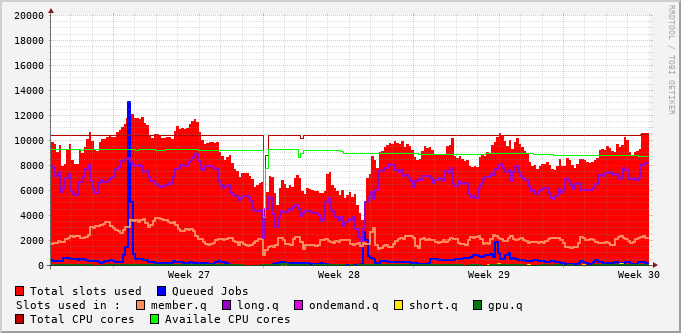 RRDTOOL / TOBI OETIKER
20000
18000
16000
14000
12000
10000
8000
6000
4000
2000
0
Week 27 Week 28 Week 29 Week 30
Total slots used Queued Jobs
Slots used in : member.q long.q ondemand.q short.q gpu.q
Total CPU cores Availale CPU cores